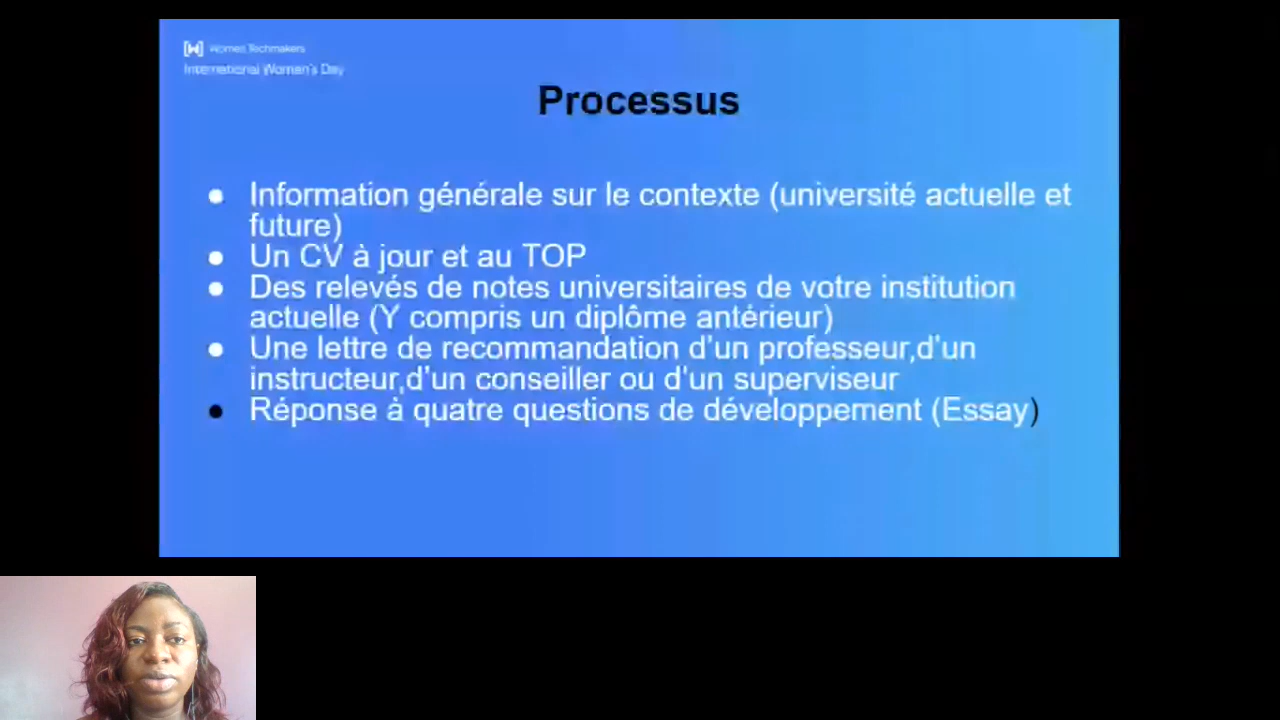 [W] Women Techmakers
International Women's Day
Processus
● Information générale sur le contexte (université actuelle et
future)
● Un CV à jour et au TOP
● Des relevés de notes universitaires de votre institution
actuelle (Y compris un diplôme antérieur)
● Une lettre de recommandation d'un professeur,d'un
instructeur,d'un conseiller ou d'un superviseur
● Réponse à quatre questions de développement (Essay)